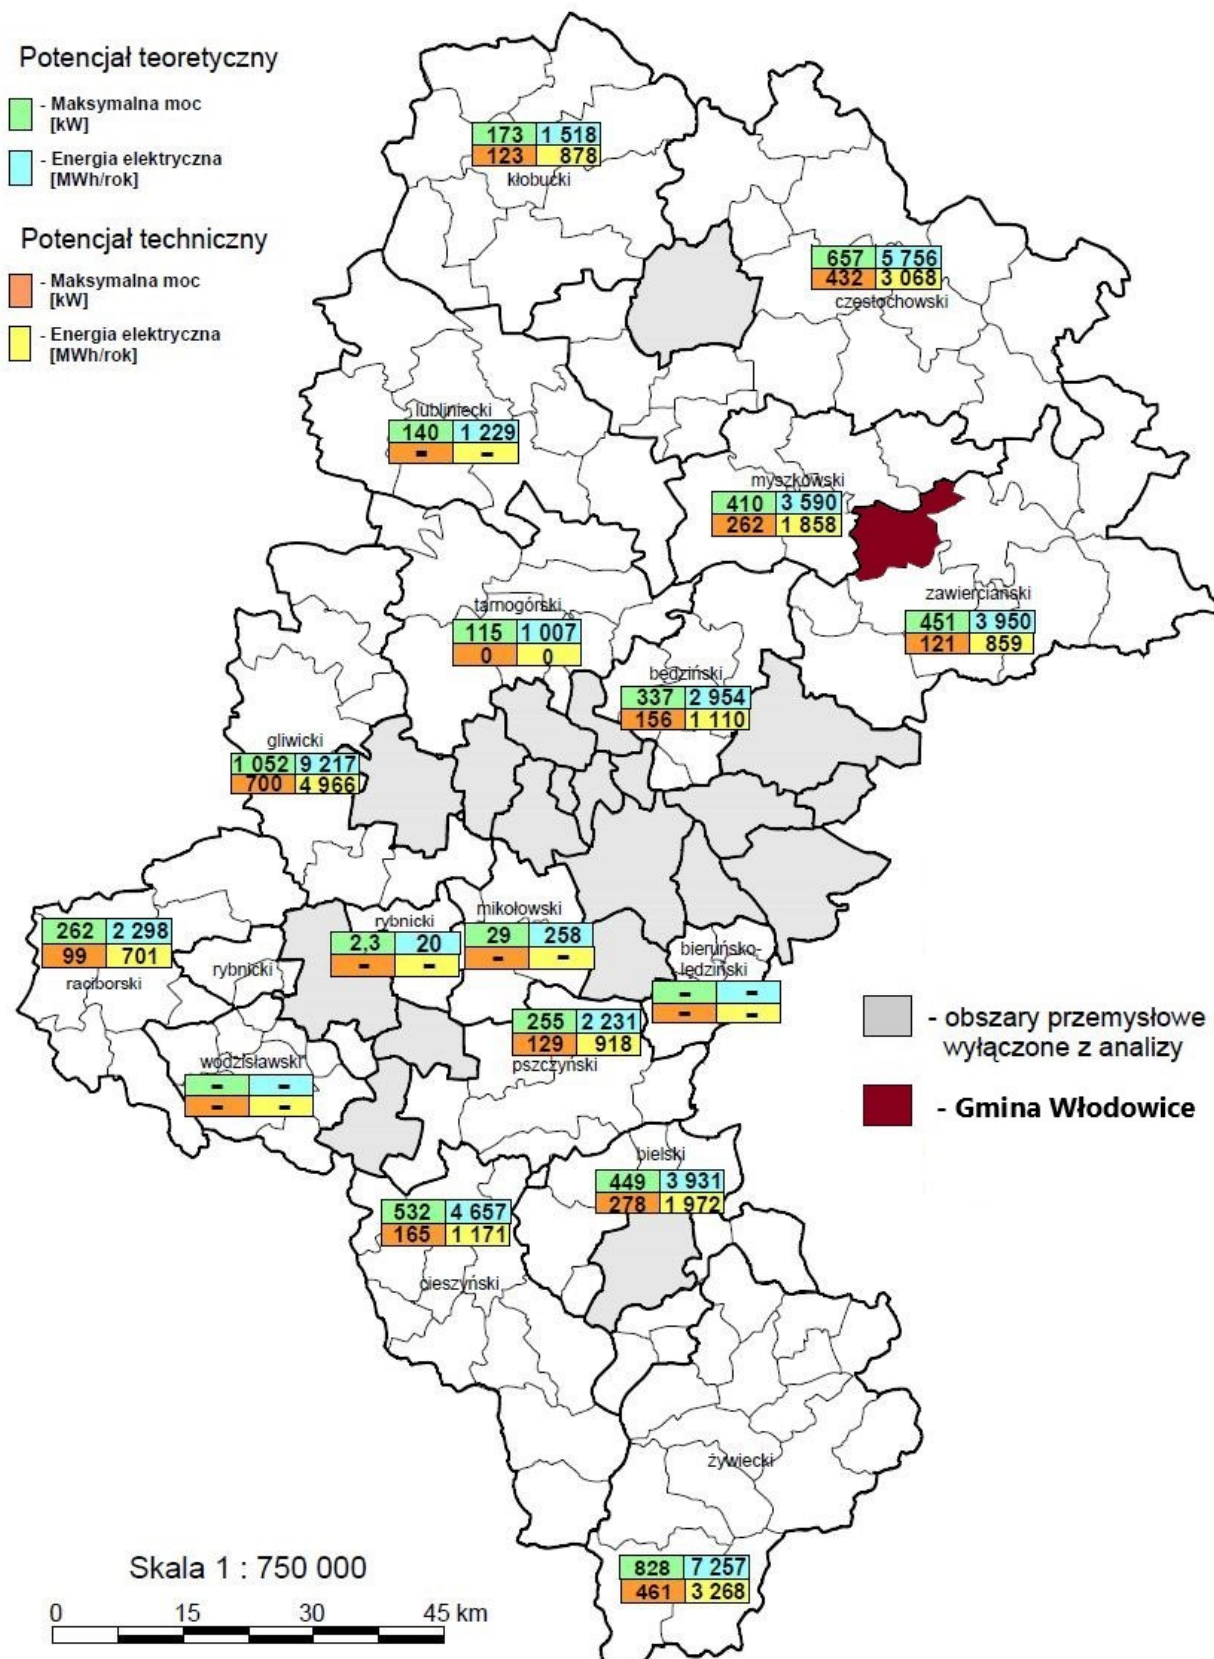 Potencjał teoretyczny
- Maksymalna moc
[kW]
- Energia elektryczna
[MWh/rok]
Potencjał techniczny
- Maksymalna moc
[kW]
- Energia elektryczna
[MWh/rok]
173 1 518
123 878
kłobucki
657 5 756
432 3 068
częstochowski
lubliniecki
140 1 229
- -
myszkowski
410 3 590
262 1 858
zawierciański
451 3 950
121 859
tarnogórski
115 1 007
0 0
będziński
337 2 954
156 1 110
gliwicki
1 052 9 217
700 4 966
262 2 298
99 701
raciborski
rybnicki
rybnicki
2,3 20
- -
mikołowski
29 258
- -
bieruńsko-
lędziński
- -
- -
255 2 231
129 918
pszczyński
wodzisławski
- -
- -
- obszary przemysłowe
wyłączone z analizy
- Gmina Włodowice
bielski
449 3 931
278 1 972
532 4 657
165 1 171
cieszyński
żywiecki
828 7 257
461 3 268
Skala 1 : 750 000
0 15 30 45 km